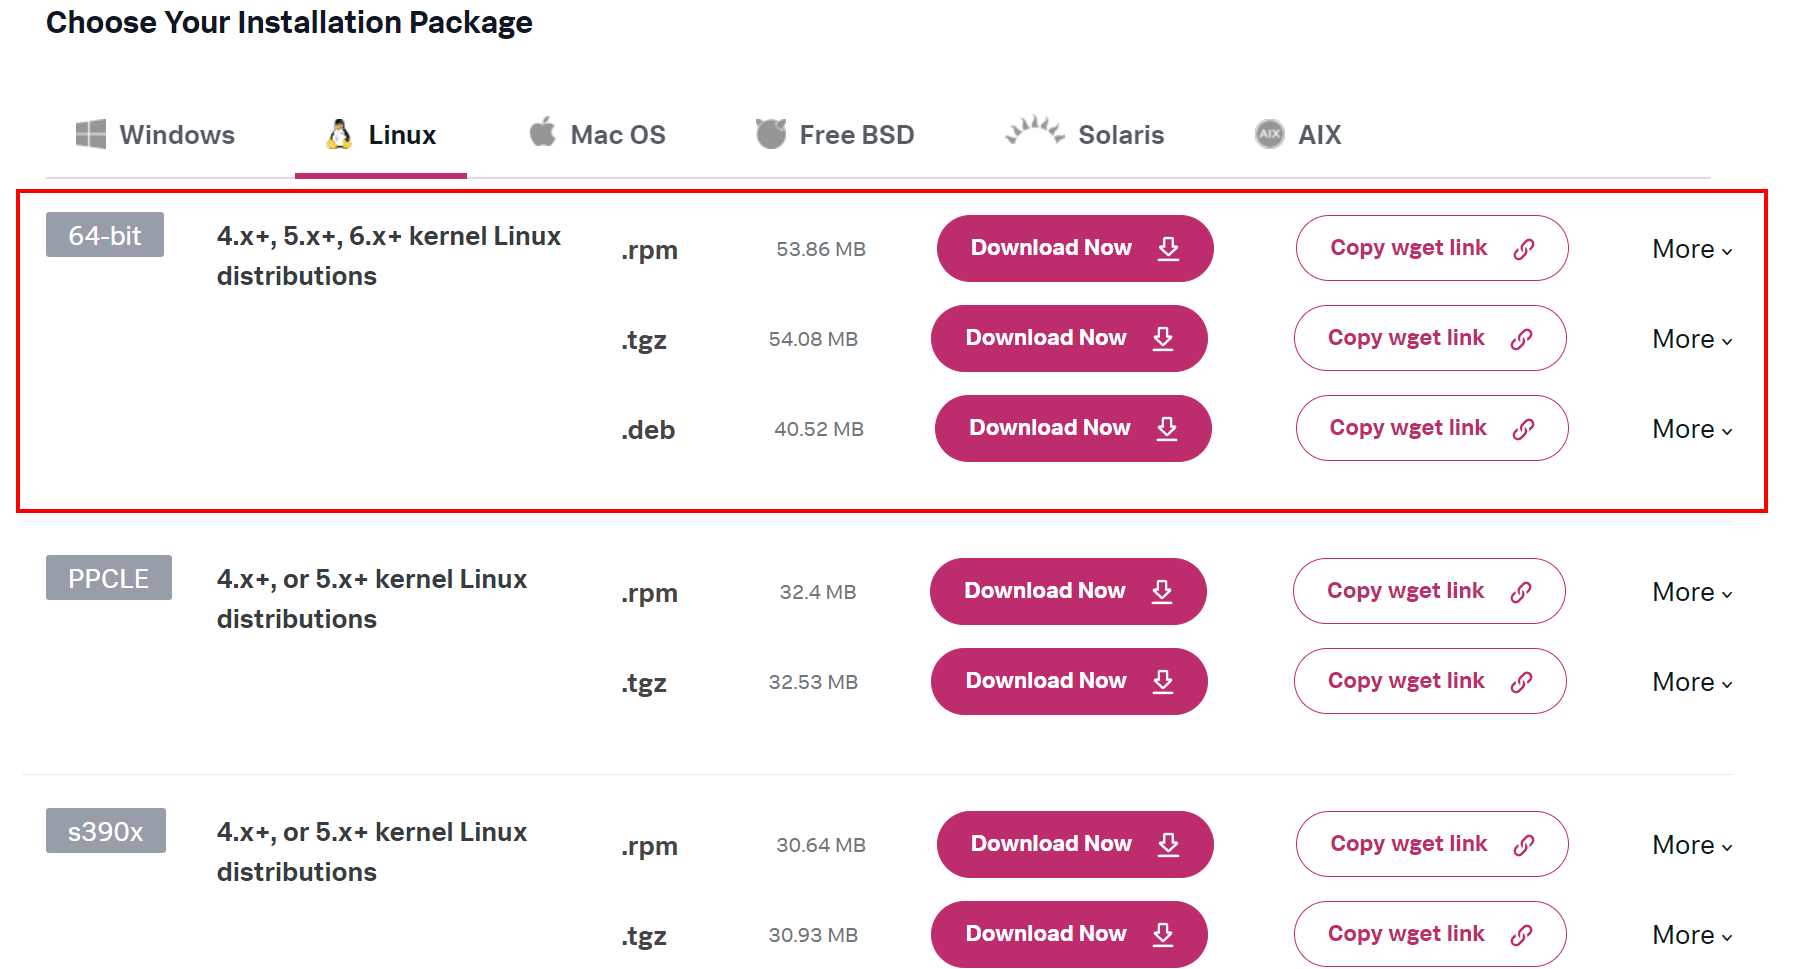 Choose Your Installation Package
Windows Linux Mac OS Free BSD Solaris AIX AIX
64-bit 4.x+, 5.x+, 6.x+ kernel Linux distributions .rpm 53.86 MB Download Now Copy wget link More
.tgz 54.08 MB Download Now Copy wget link More
.deb 40.52 MB Download Now Copy wget link More
PPCLE 4.x+, or 5.x+ kernel Linux distributions .rpm 32.4 MB Download Now Copy wget link More
.tgz 32.53 MB Download Now Copy wget link More
s390x 4.x+, or 5.x+ kernel Linux distributions .rpm 30.64 MB Download Now Copy wget link More
.tgz 30.93 MB Download Now Copy wget link More